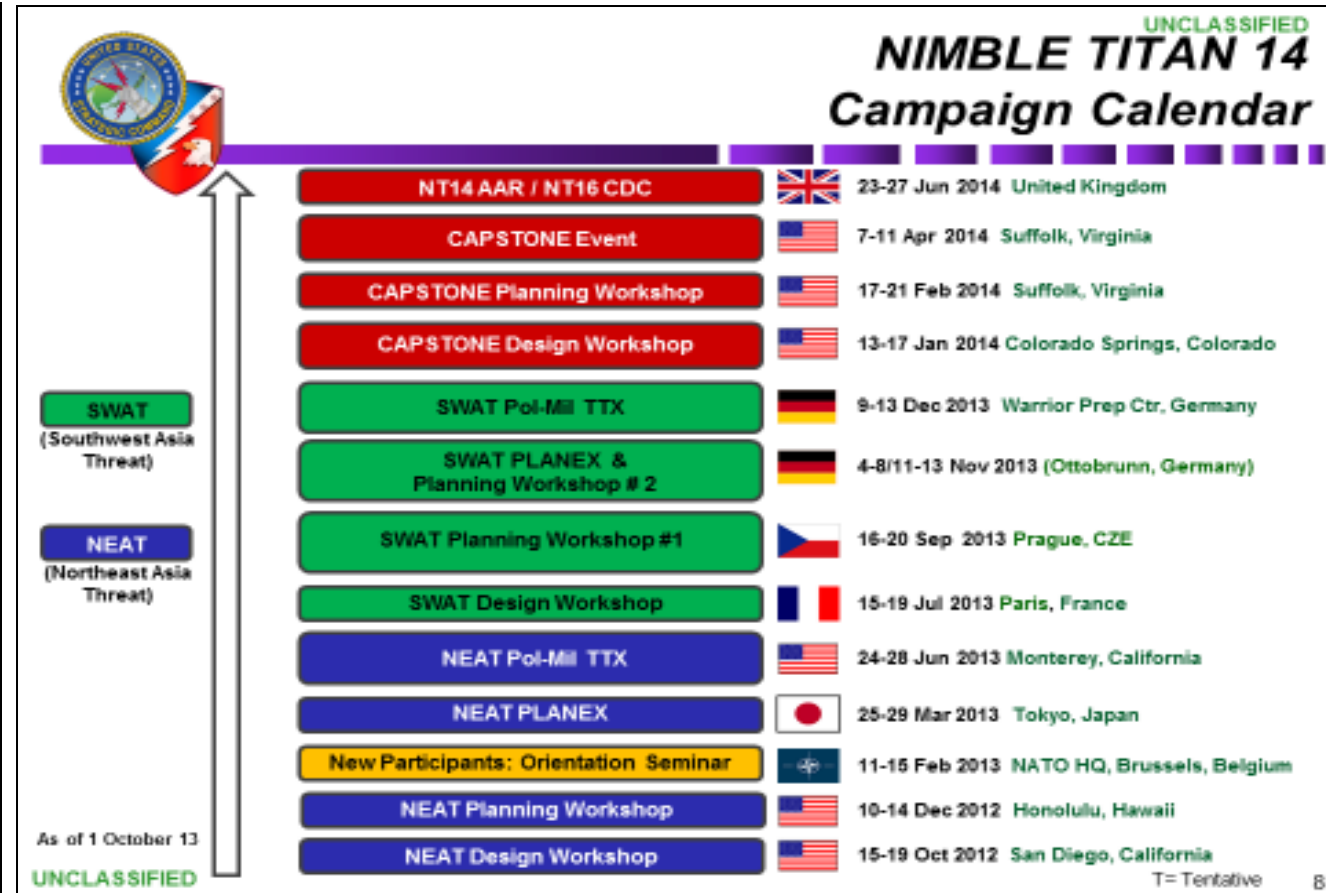 UNCLASSIFIED
NIMBLE TITAN 14
Campaign Calendar
UNITED STATES
STRATEGIC COMMAND
NT14 AAR / NT16 CDC
23-27 Jun 2014 United Kingdom
CAPSTONE Event
7-11 Apr 2014 Suffolk, Virginia
CAPSTONE Planning Workshop
17-21 Feb 2014 Suffolk, Virginia
CAPSTONE Design Workshop
13-17 Jan 2014 Colorado Springs, Colorado
SWAT
(Southwest Asia
Threat)
SWAT Pol-Mil TTX
9-13 Dec 2013 Warrior Prep Ctr, Germany
SWAT PLANEX &
Planning Workshop # 2
4-8/11-13 Nov 2013 (Ottobrunn, Germany)
NEAT
(Northeast Asia
Threat)
SWAT Planning Workshop #1
16-20 Sep 2013 Prague, CZE
SWAT Design Workshop
15-19 Jul 2013 Paris, France
NEAT Pol-Mil TTX
24-28 Jun 2013 Monterey, California
NEAT PLANEX
25-29 Mar 2013 Tokyo, Japan
New Participants: Orientation Seminar
11-15 Feb 2013 NATO HQ, Brussels, Belgium
NEAT Planning Workshop
10-14 Dec 2012 Honolulu, Hawaii
NEAT Design Workshop
15-19 Oct 2012 San Diego, California
As of 1 October 13
UNCLASSIFIED
T= Tentative
8